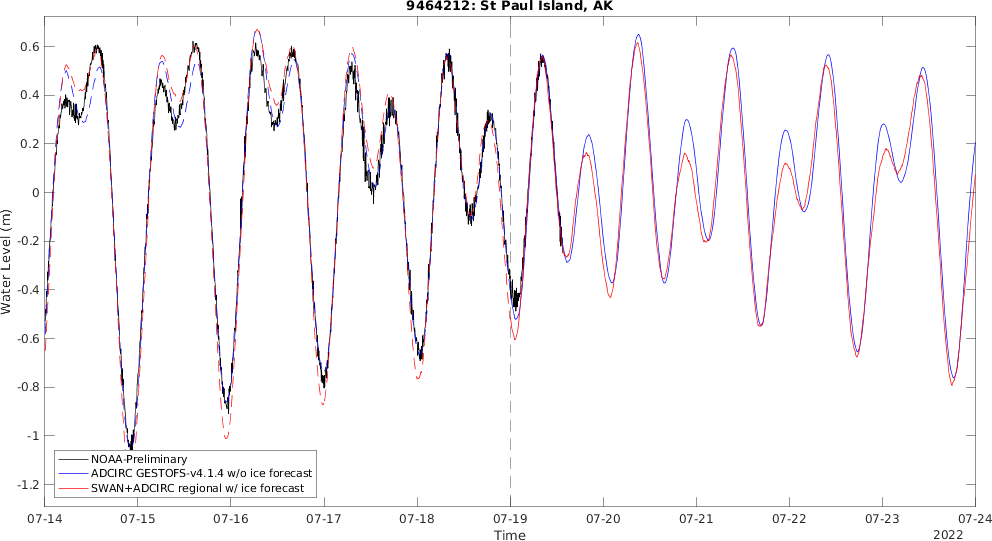 9464212: St Paul Island, AK
Water Level (m)
0.6
0.4
0.2
0
-0.2
-0.4
-0.6
-0.8
-1
-1.2
NOAA-Preliminary
ADCIRC GESTOFS-v4.1.4 w/o ice forecast
SWAN+ADCIRC regional w/ ice forecast
07-14 07-15 07-16 07-17 07-18 07-19 07-20 07-21 07-22 07-23 07-24
Time
2022